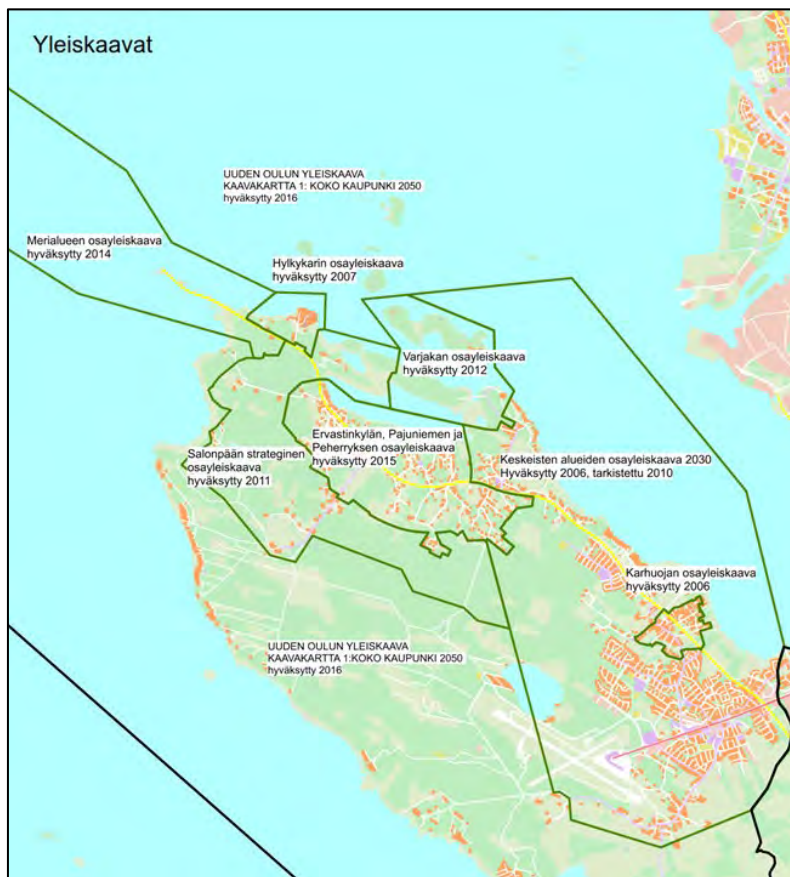 Yleiskaavat
UUDEN OULUN YLEISKAAVA
KAAVAKARTTA 1: KOKO KAUPUNKI 2050
hyväksytty 2016
Merialueen osayleiskaava
hyväksytty 2014
Hylkykarin osayleiskaava
hyväksytty 2007
Varjakan osayleiskaava
hyväksytty 2012
Ervastinkylän, Pajuniemen ja
Peherryksen osayleiskaava
hyväksytty 2015
Salonpään strateginen
osayleiskaava
hyväksytty 2011
Keskeisten alueiden osayleiskaava 2030
Hyväksytty 2006, tarkistettu 2010
Karhuojan osayleiskaava
hyväksytty 2006
UUDEN OULUN YLEISKAAVA
KAAVAKARTTA 1:KOKO KAUPUNKI 2050
hyväksytty 2016